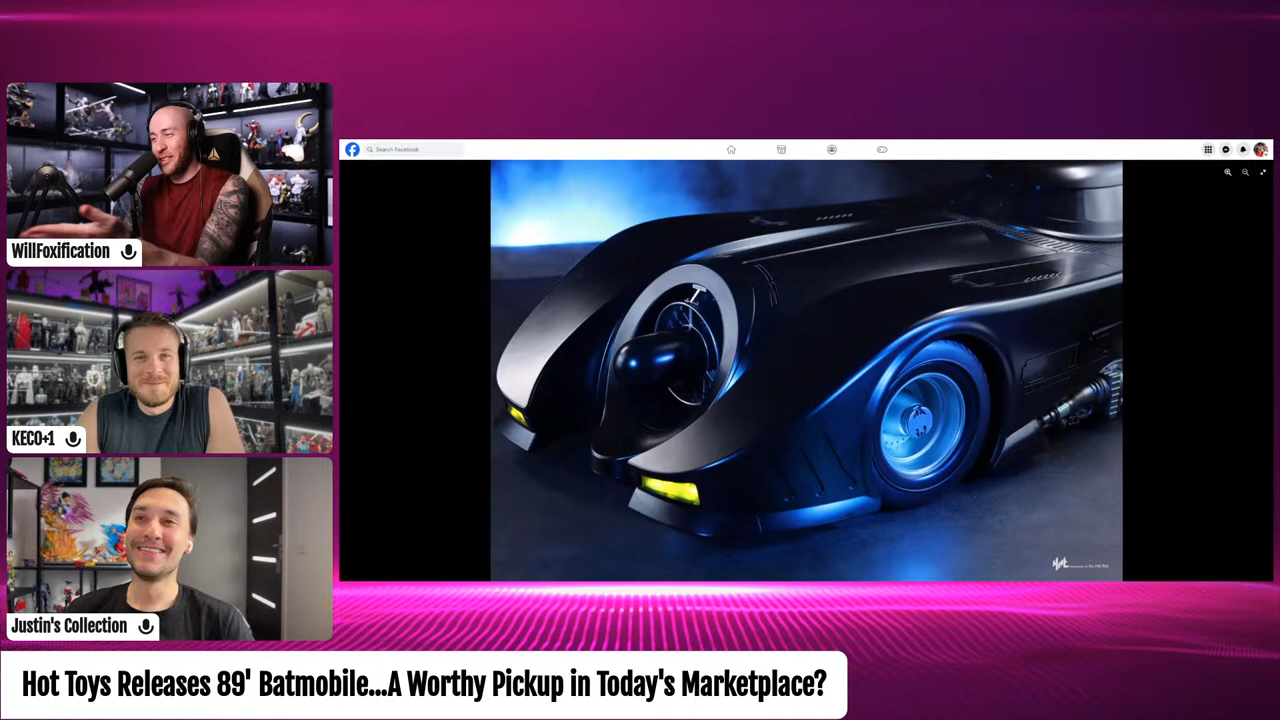 WillFoxification
KECO+1
Justin's Collection
Search Facebook
Hot Toys Releases 89' Batmobile...A Worthy Pickup in Today's Marketplace?